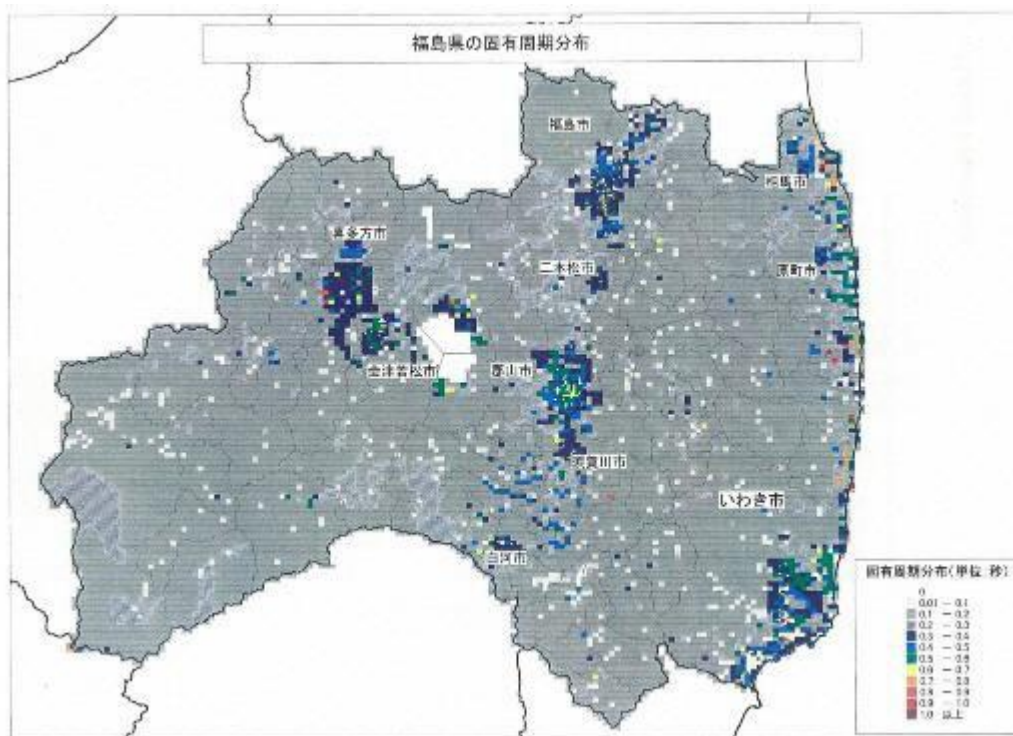 福島県の固有周期分布
福島市
相馬市
喜多方市
二本松市
原町市
会津若松市
郡山市
須賀川市
いわき市
白河市
固有周期分布(単位 秒)
0
0.01 － 0.1
0.1 － 0.2
0.2 － 0.3
0.3 － 0.4
0.4 － 0.5
0.5 － 0.6
0.6 － 0.7
0.7 － 0.8
0.8 － 0.9
0.9 － 1.0
1.0 以上